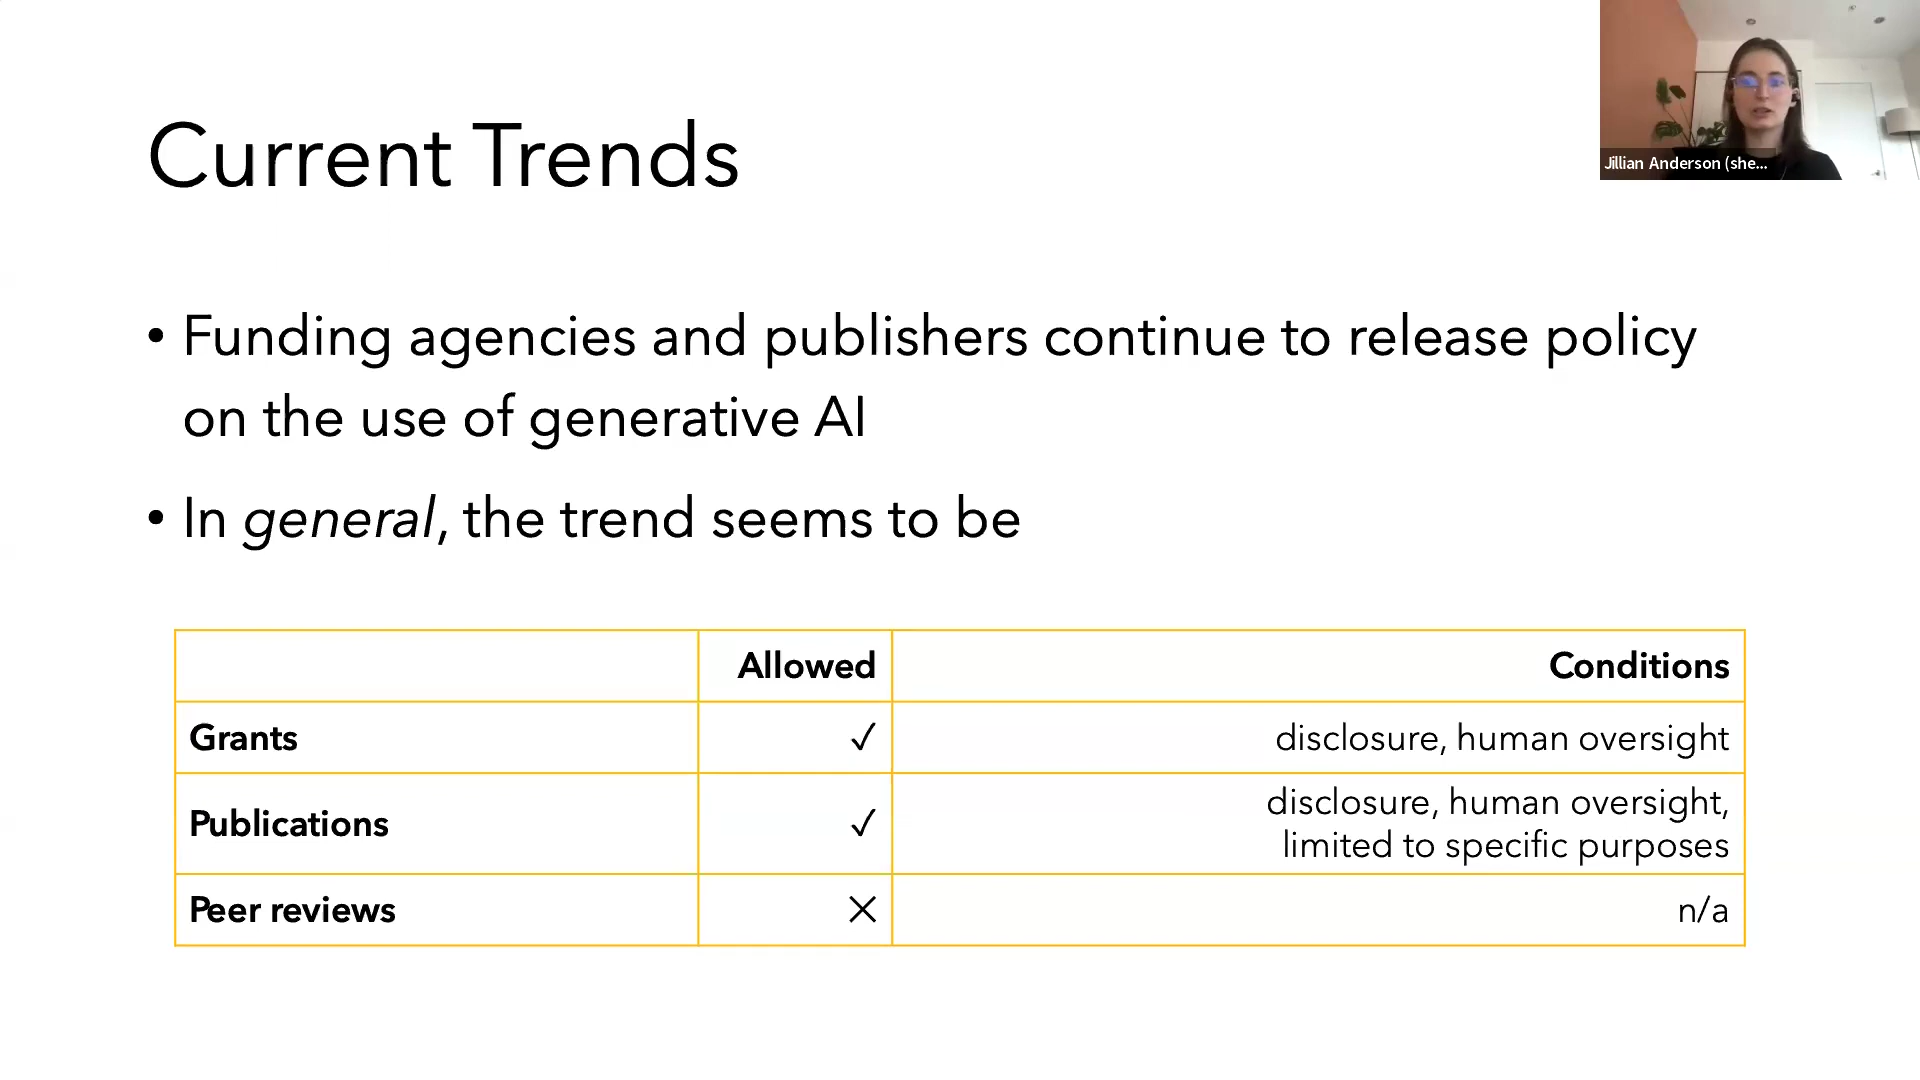 Jillian Anderson (she...
Current Trends
• Funding agencies and publishers continue to release policy
on the use of generative AI
• In general, the trend seems to be
Allowed Conditions
Grants ✓ disclosure, human oversight
Publications ✓ disclosure, human oversight,
limited to specific purposes
Peer reviews ✕ n/a